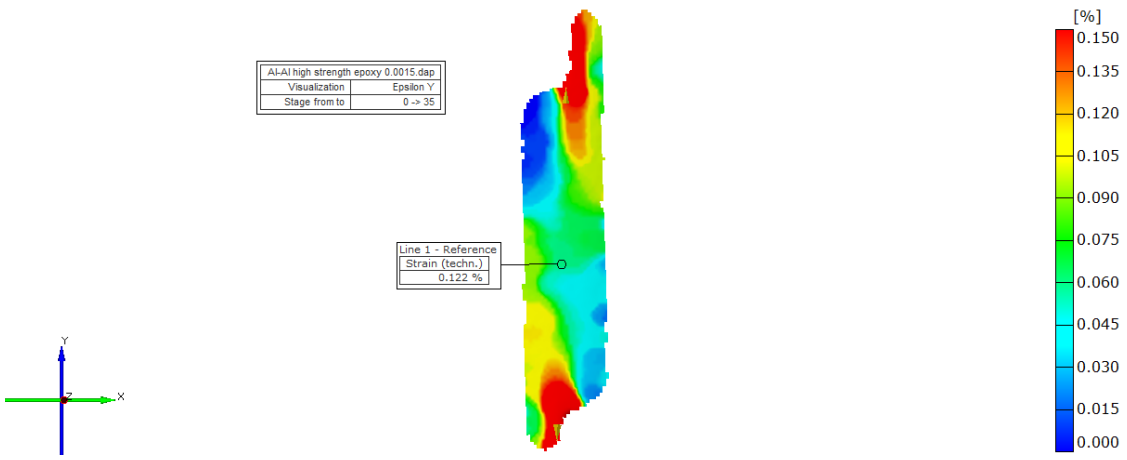 [%]
Al-Al high strength epoxy 0.0015.dap
Visualization Epsilon Y
Stage from to 0 -> 35
Line 1 - Reference
Strain (techn.)
0.122 %
Y
Z
X
0.150
0.135
0.120
0.105
0.090
0.075
0.060
0.045
0.030
0.015
0.000